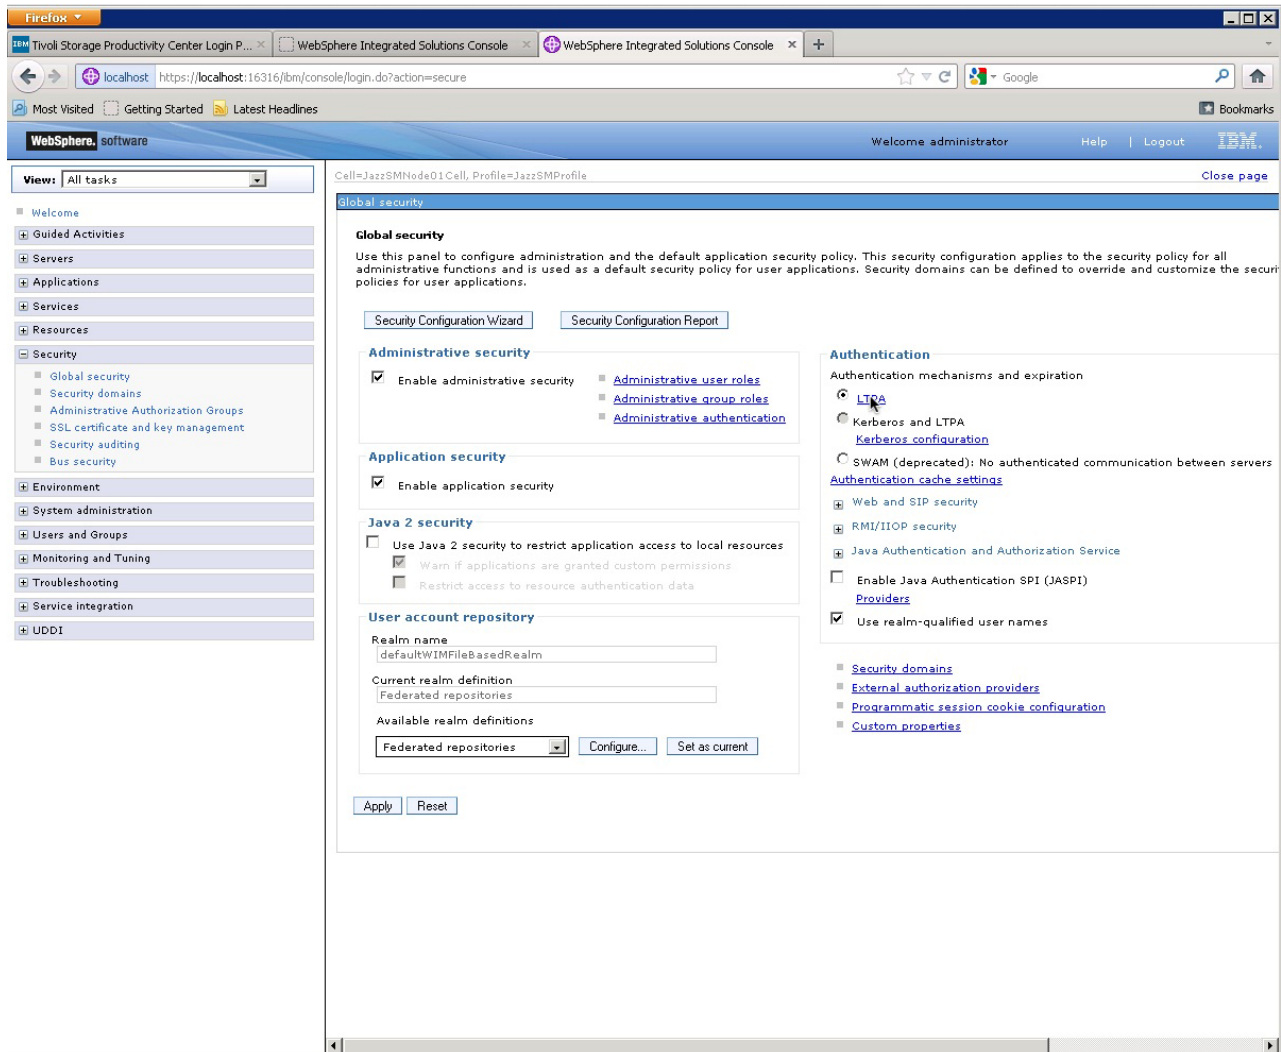 Firefox
Tivoli Storage Productivity Center Login P...
WebSphere Integrated Solutions Console
WebSphere Integrated Solutions Console
localhost https://localhost:16316/ibm/console/login.do?action=secure
Google
Most Visited Getting Started Latest Headlines
Bookmarks
WebSphere. software
Welcome administrator
Help | Logout
IBM.
View: All tasks
Welcome
Guided Activities
Servers
Applications
Services
Resources
Security
Global security
Security domains
Administrative Authorization Groups
SSL certificate and key management
Security auditing
Bus security
Environment
System administration
Users and Groups
Monitoring and Tuning
Troubleshooting
Service integration
UDDI
Cell=JazzSMNode01Cell, Profile=JazzSMProfile
Close page
Global security
Global security
Use this panel to configure administration and the default application security policy. This security configuration applies to the security policy for all
administrative functions and is used as a default security policy for user applications. Security domains can be defined to override and customize the securi
policies for user applications.
Security Configuration Wizard
Security Configuration Report
Administrative security
Enable administrative security
Administrative user roles
Administrative group roles
Administrative authentication
Application security
Enable application security
Java 2 security
Use Java 2 security to restrict application access to local resources
Warn if applications are granted custom permissions
Restrict access to resource authentication data
User account repository
Realm name
defaultWIMFileBasedRealm
Current realm definition
Federated repositories
Available realm definitions
Federated repositories
Configure...
Set as current
Apply
Reset
Authentication
Authentication mechanisms and expiration
LTPA
Kerberos and LTPA
Kerberos configuration
SWAM (deprecated): No authenticated communication between servers
Authentication cache settings
Web and SIP security
RMI/IIOP security
Java Authentication and Authorization Service
Enable Java Authentication SPI (JASPI)
Providers
Use realm-qualified user names
Security domains
External authorization providers
Programmatic session cookie configuration
Custom properties